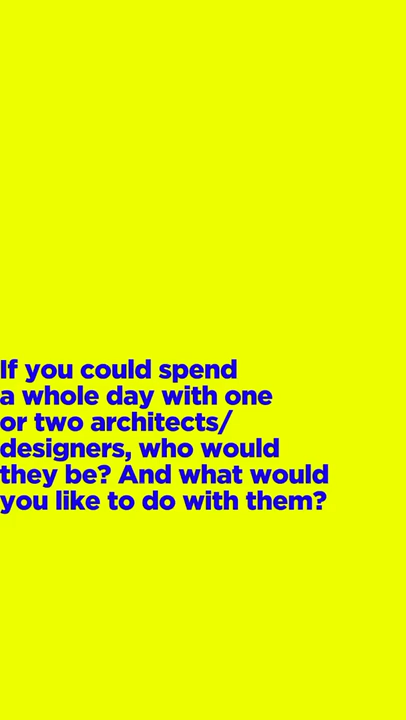 If you could spend
a whole day with one
or two architects/
designers, who would
they be? And what would
you like to do with them?